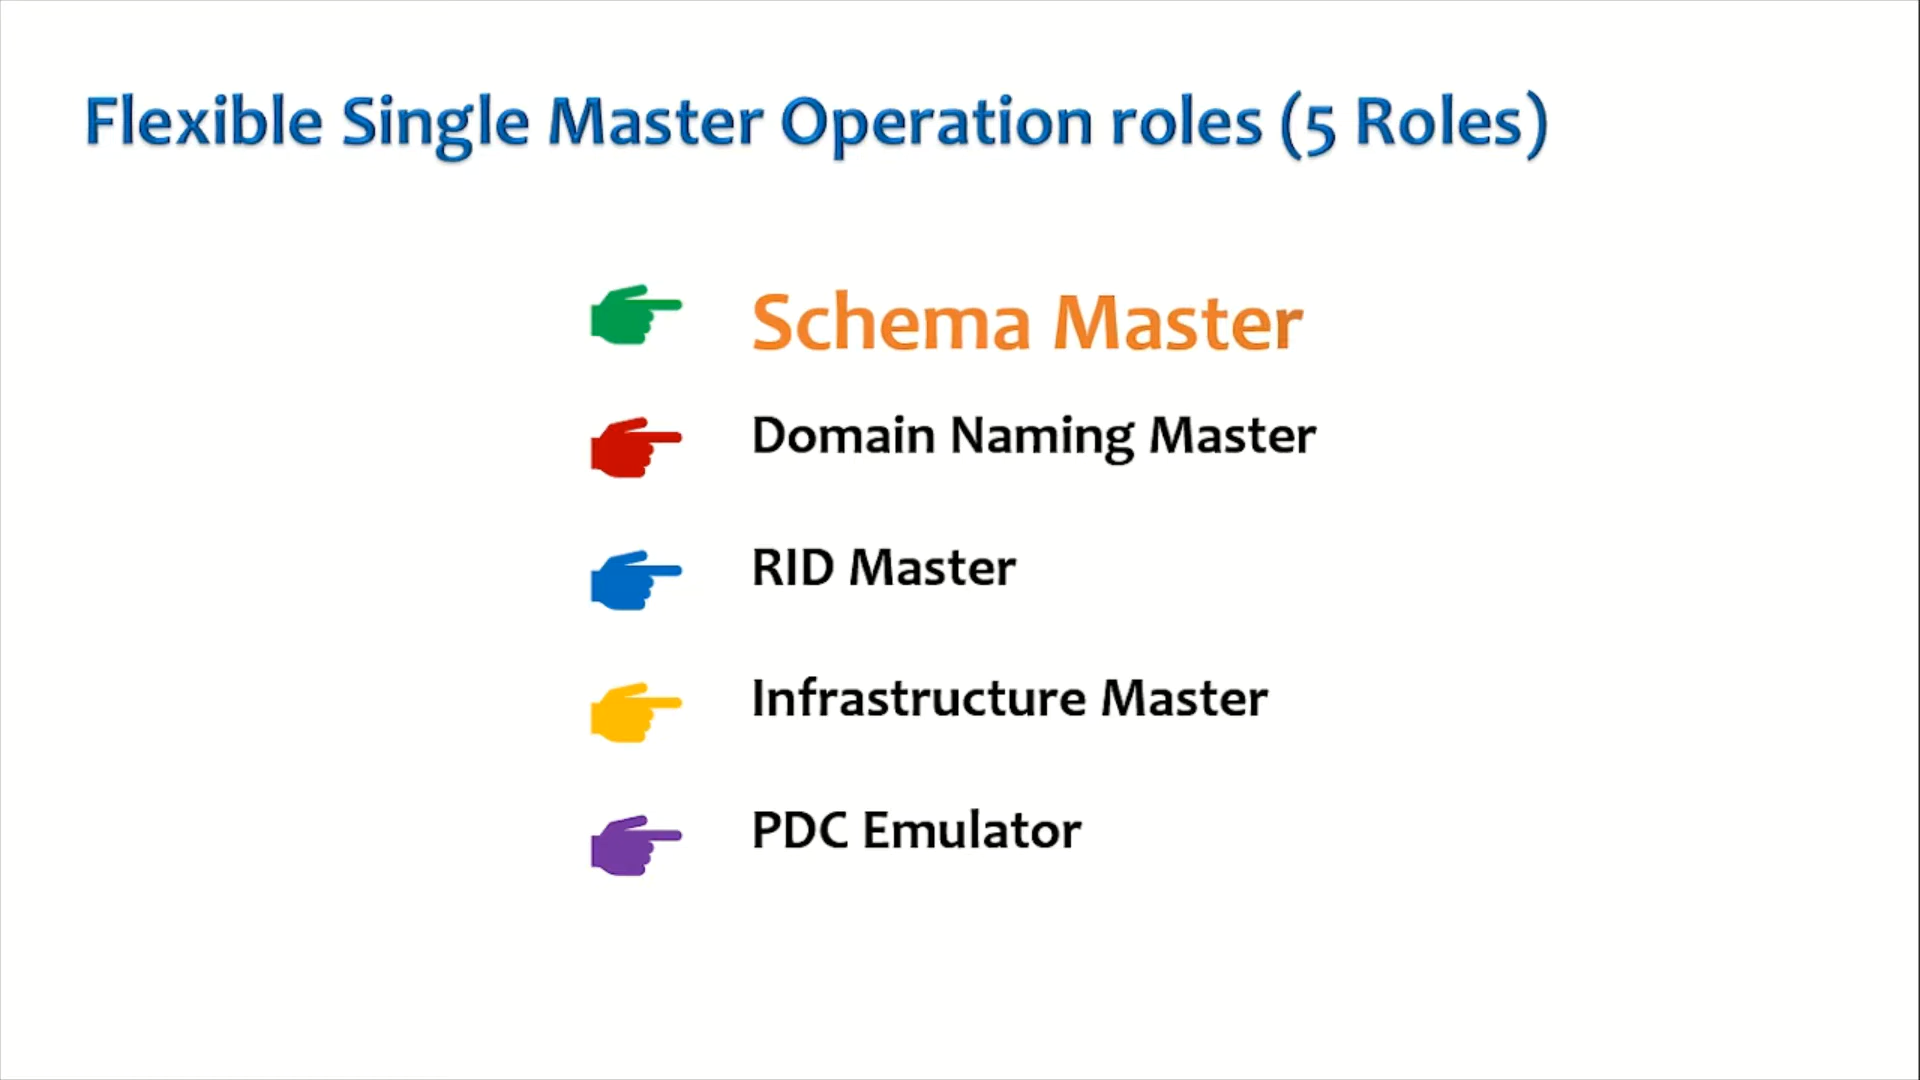 Flexible Single Master Operation roles (5 Roles)
Schema Master
Domain Naming Master
RID Master
Infrastructure Master
PDC Emulator